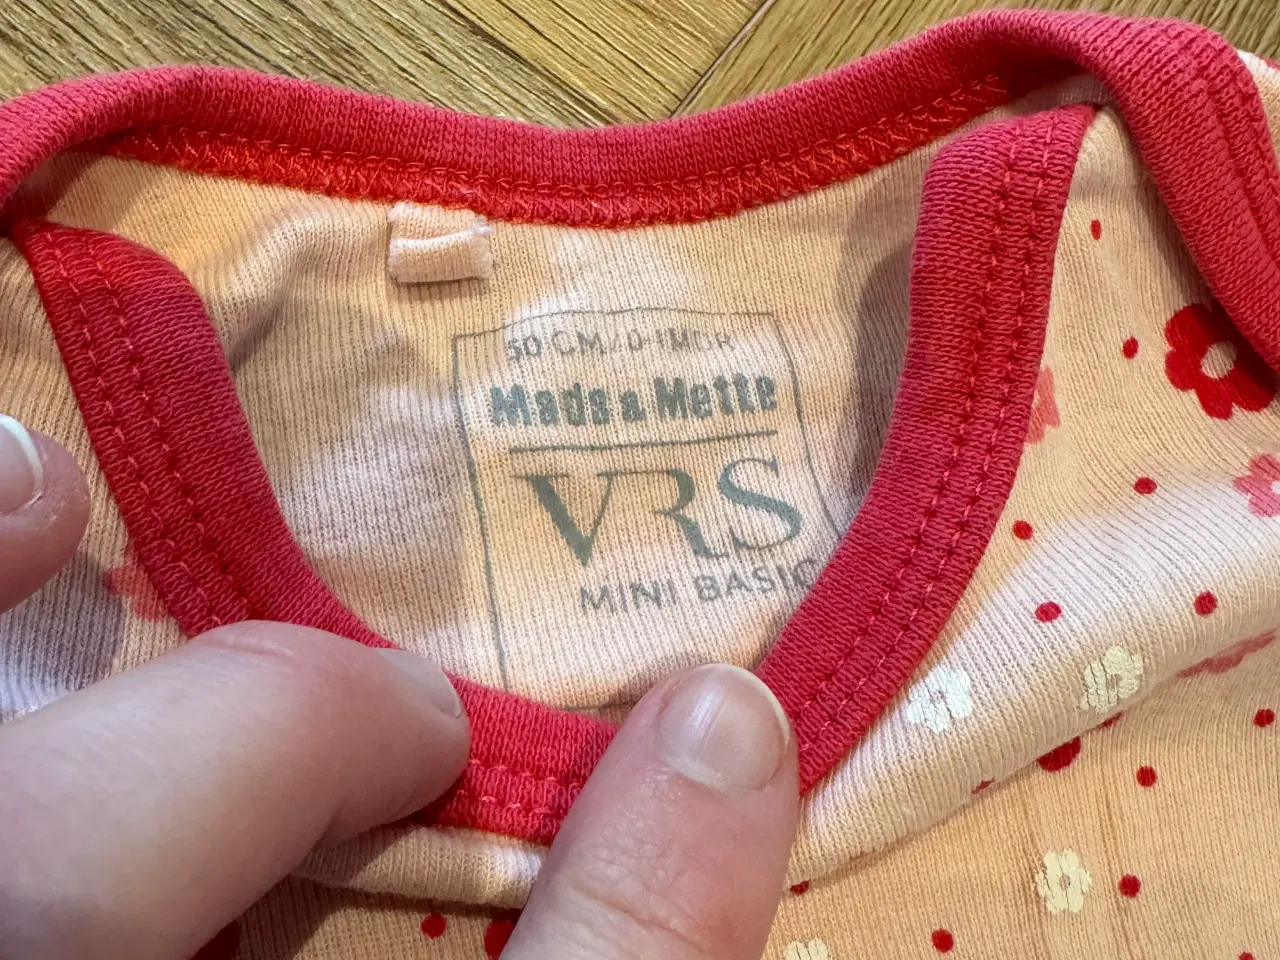 50 CM/0-1MDR
Mads & Mette
VRS
MINI BASIC